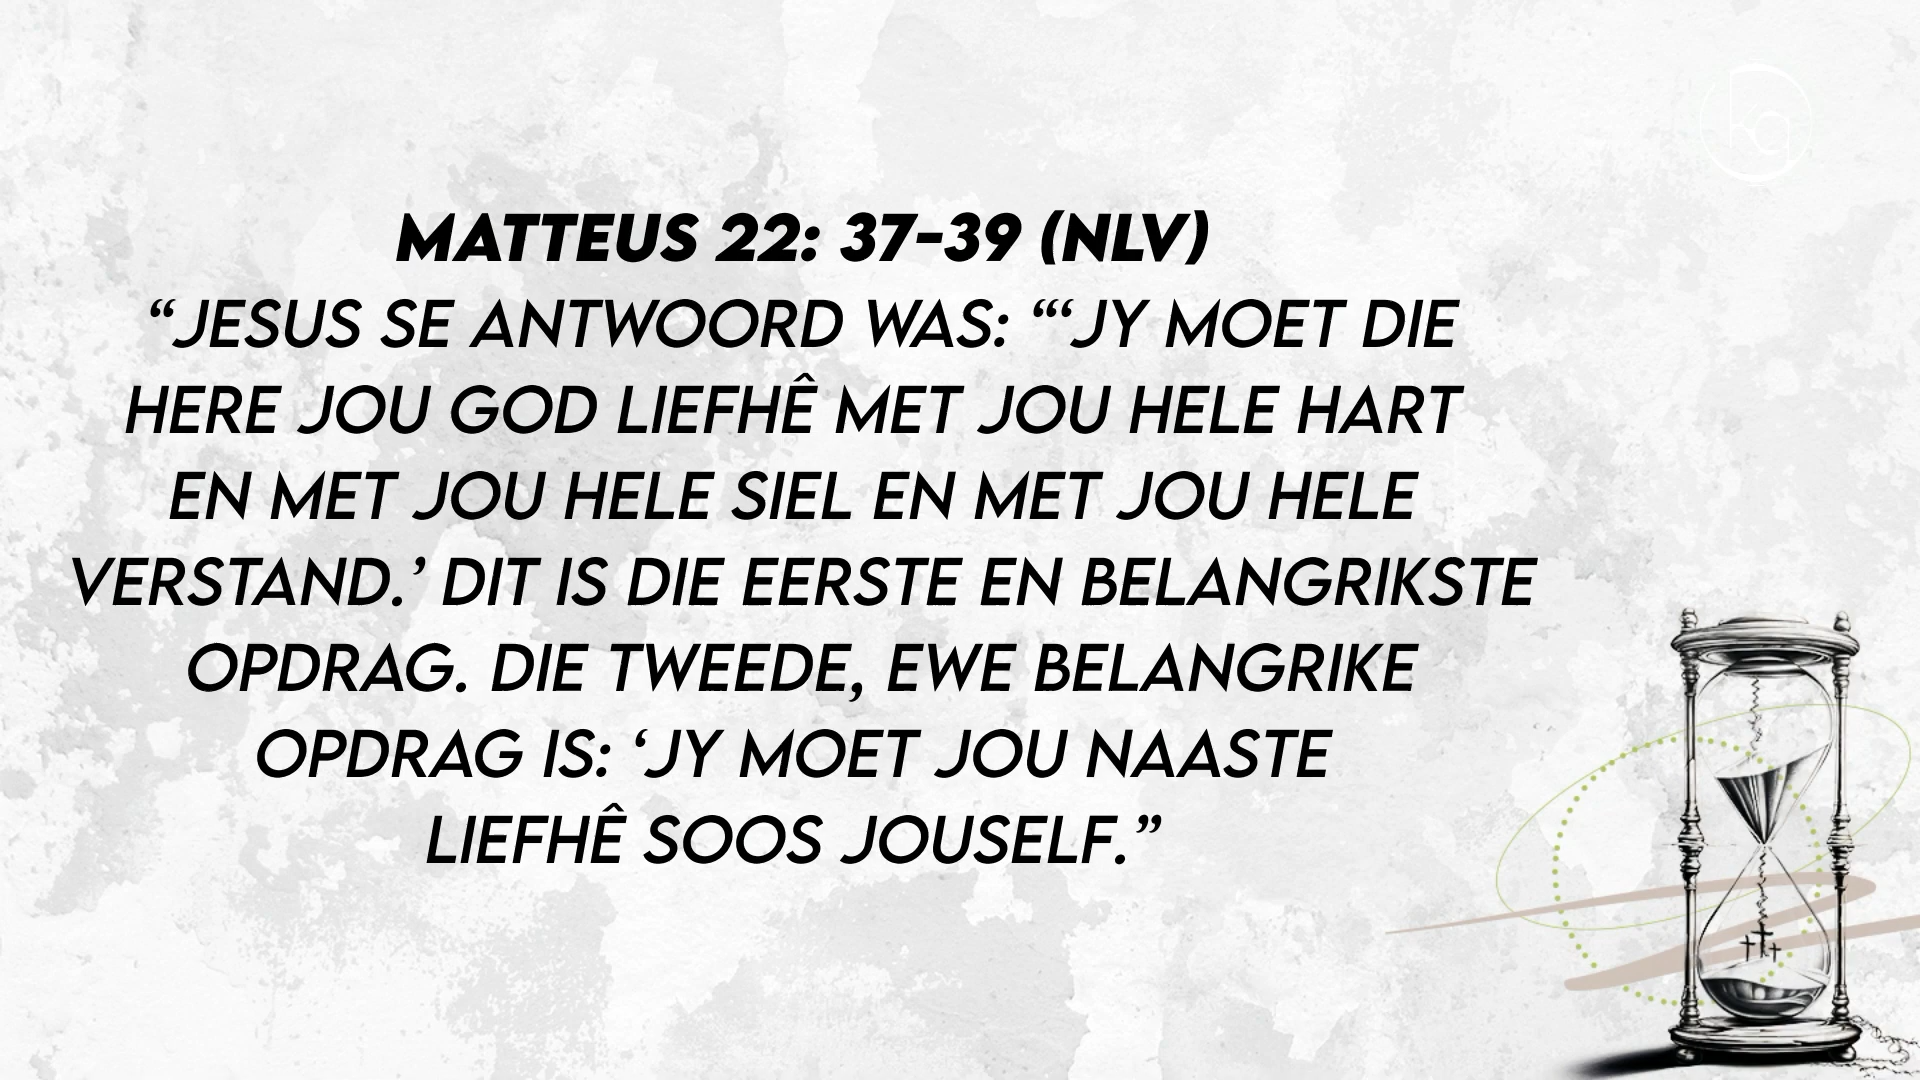 MATTEUS 22: 37-39 (NLV)
“JESUS SE ANTWOORD WAS: “‘JY MOET DIE
HERE JOU GOD LIEFHÊ MET JOU HELE HART
EN MET JOU HELE SIEL EN MET JOU HELE
VERSTAND.’ DIT IS DIE EERSTE EN BELANGRIKSTE
OPDRAG. DIE TWEEDE, EWE BELANGRIKE
OPDRAG IS: ‘JY MOET JOU NAASTE
LIEFHÊ SOOS JOUSELF.”
kg